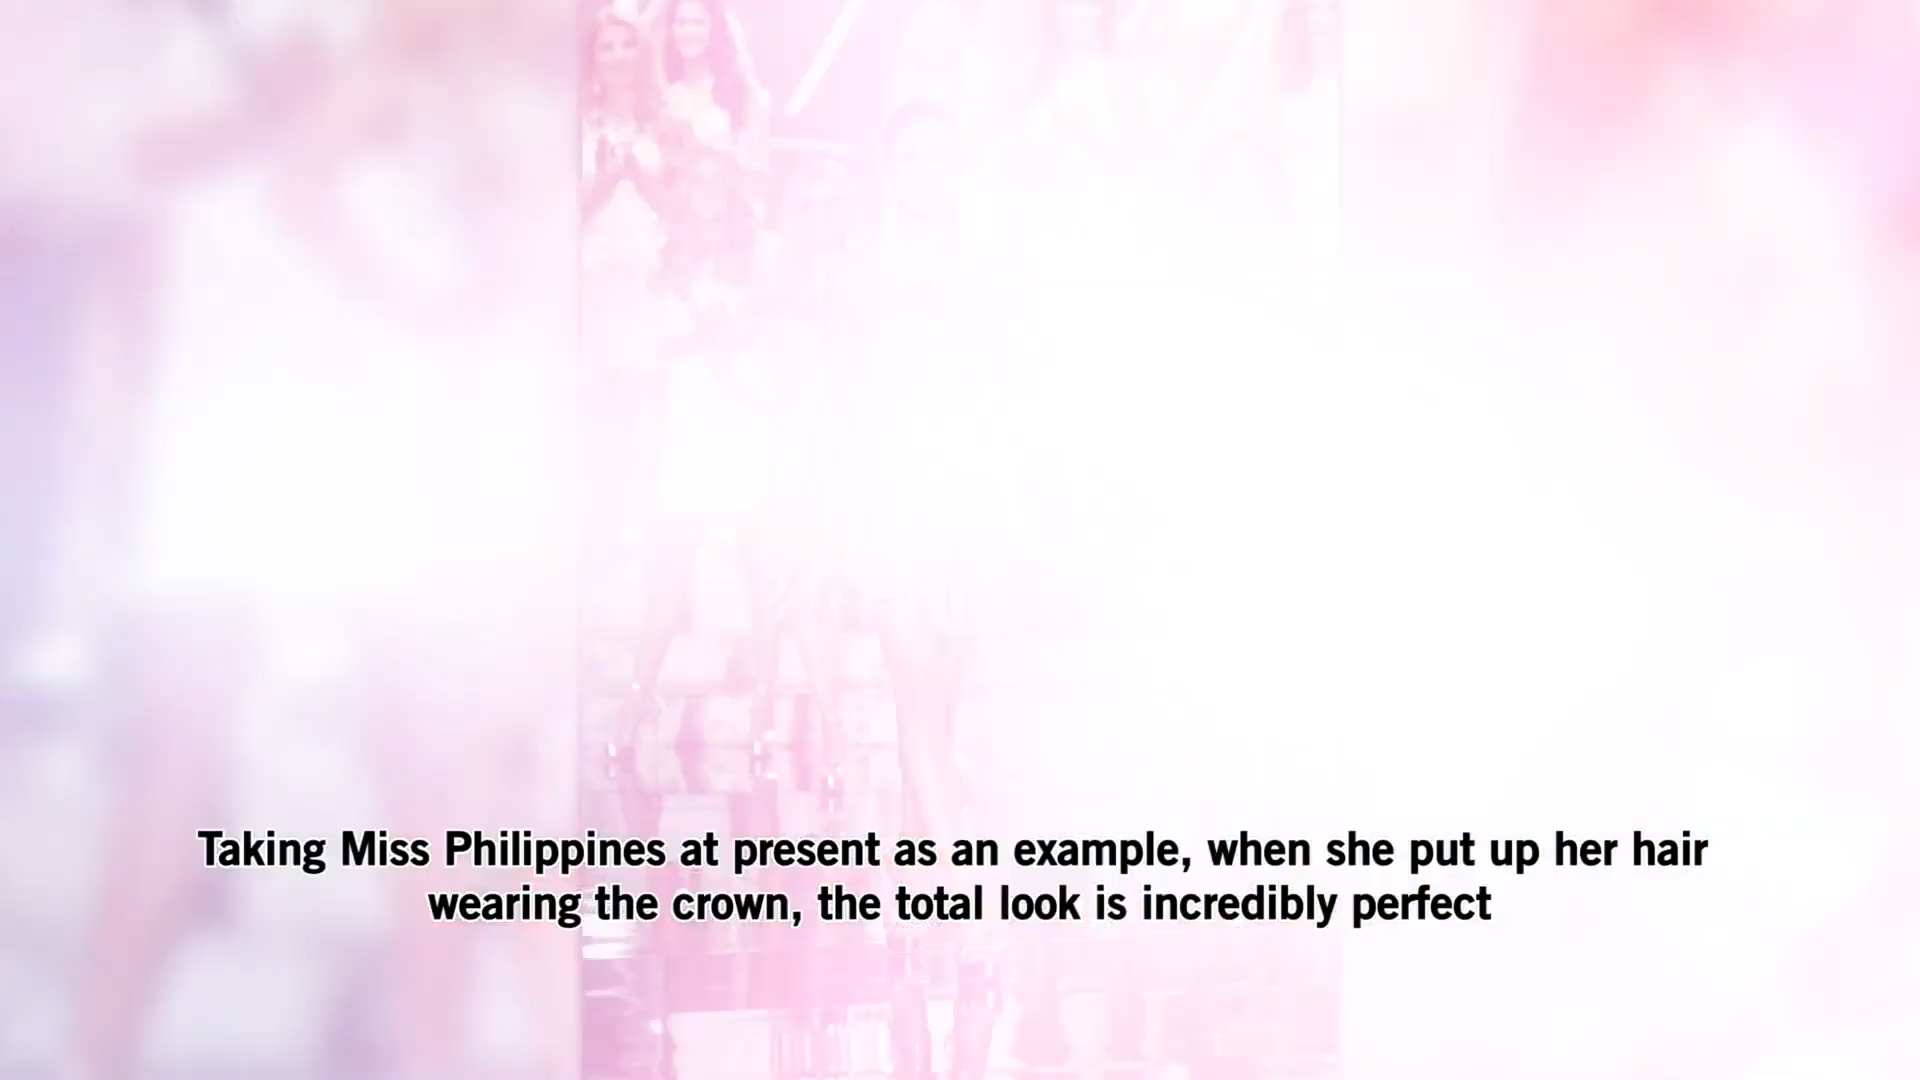 Taking Miss Philippines at present as an example, when she put up her hair
wearing the crown, the total look is incredibly perfect